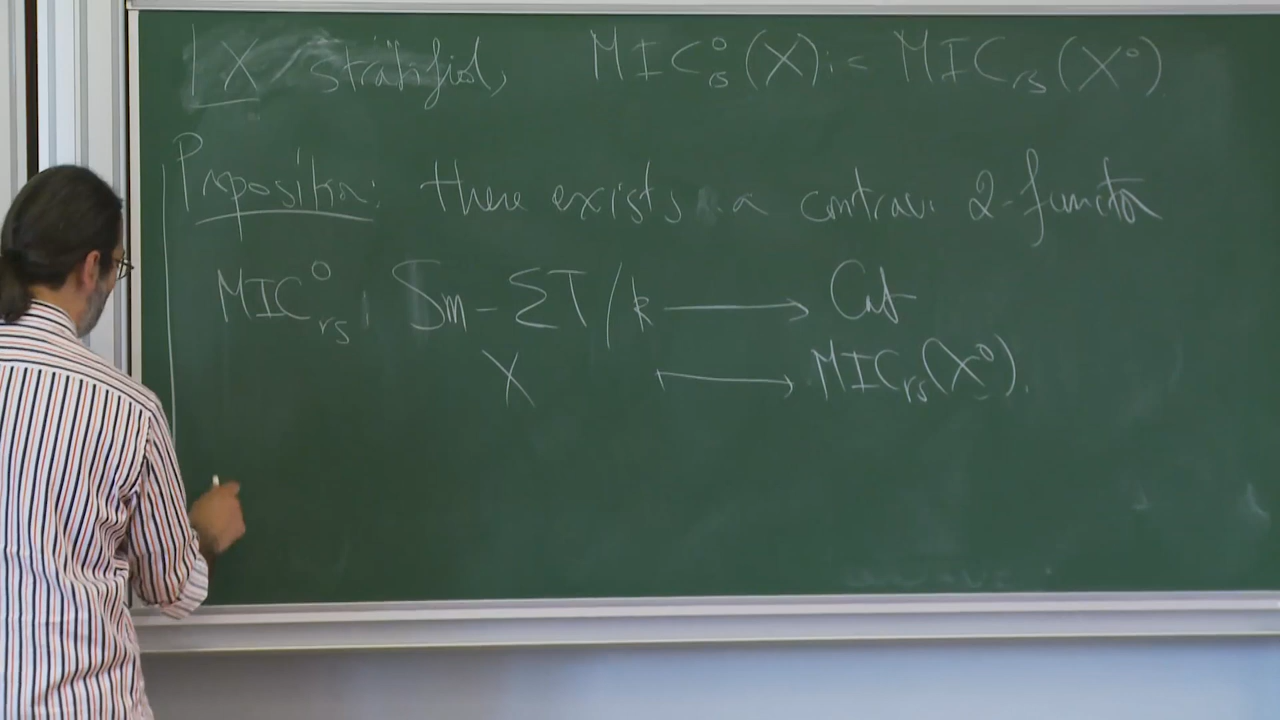 X stratified, MIC°rs(X) := MICrs(X°)
Proposition: there exists a contrav. 2-functor
MIC°rs : Sm-ΣT/k ⟶ Cat
X ⟼ MICrs(X°).